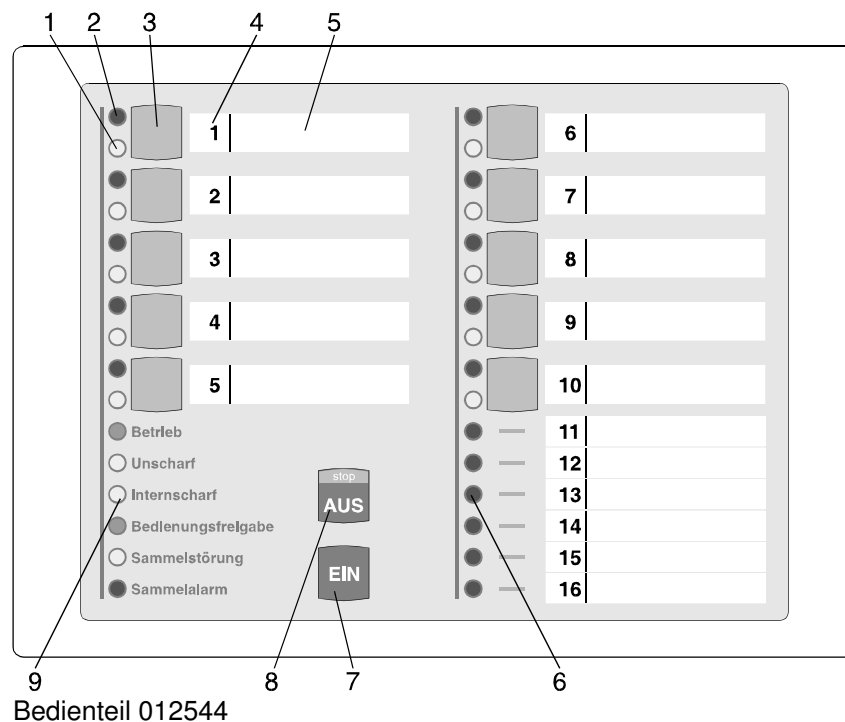 1 2 3 4 5
1
2
3
4
5
Betrieb
Unscharf
Internscharf
Bedienungsfreigabe
Sammelstörung
Sammelalarm
stop
AUS
EIN
6
7
8
9
10
11
12
13
14
15
16
9 8 7 6
Bedienteil 012544